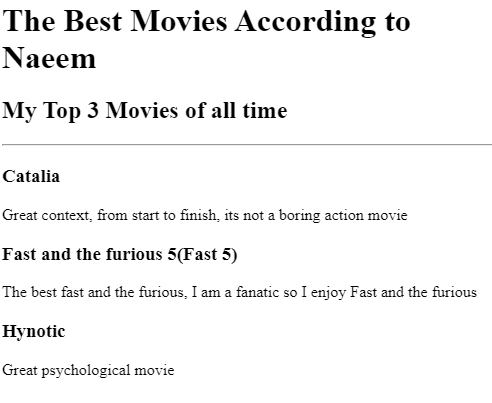 The Best Movies According to
Naeem
My Top 3 Movies of all time
Catalia
Great context, from start to finish, its not a boring action movie
Fast and the furious 5(Fast 5)
The best fast and the furious, I am a fanatic so I enjoy Fast and the furious
Hynotic
Great psychological movie